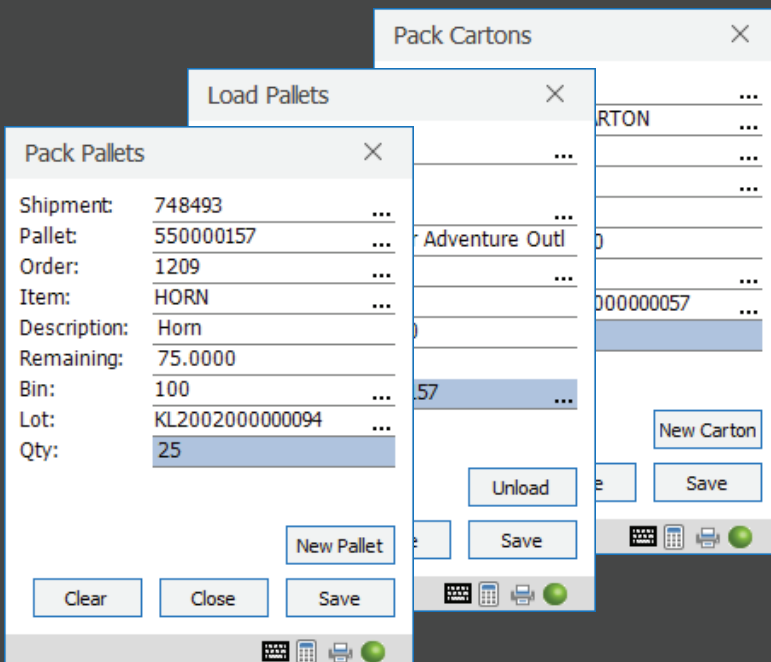 Pack Cartons
...
ARTON ...
...
...
0
...
000000057 ...
New Carton
e Save
Load Pallets
...
...
r Adventure Outl
...
0
157 ...
Unload
e Save
Pack Pallets
Shipment: 748493 ...
Pallet: 550000157 ...
Order: 1209 ...
Item: HORN ...
Description: Horn
Remaining: 75.0000
Bin: 100 ...
Lot: KL2002000000094 ...
Qty: 25
New Pallet
Clear Close Save